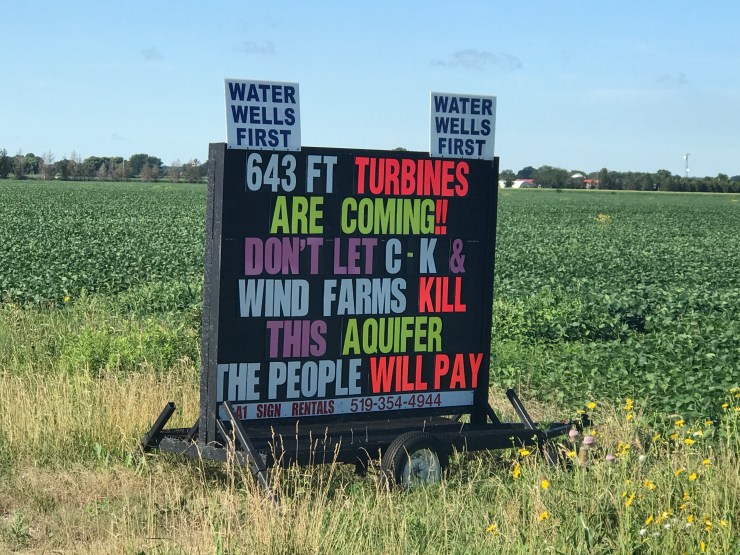 WATER
WELLS
FIRST
WATER
WELLS
FIRST
643 FT TURBINES
ARE COMING!!
DON'T LET C-K &
WIND FARMS KILL
THIS AQUIFER
THE PEOPLE WILL PAY
A1 SIGN RENTALS 519-354-4944